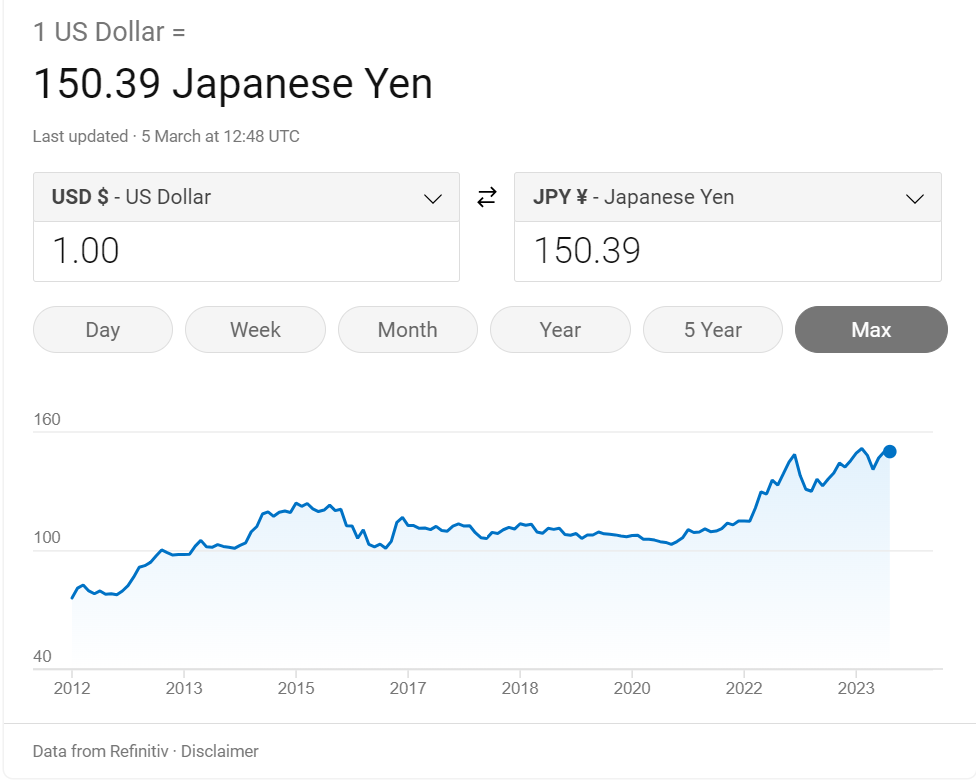 1 US Dollar =
150.39 Japanese Yen
Last updated · 5 March at 12:48 UTC
USD $ - US Dollar
JPY ¥ - Japanese Yen
1.00
150.39
Day
Week
Month
Year
5 Year
Max
160
100
40
2012 2013 2015 2017 2018 2020 2022 2023
Data from Refinitiv · Disclaimer